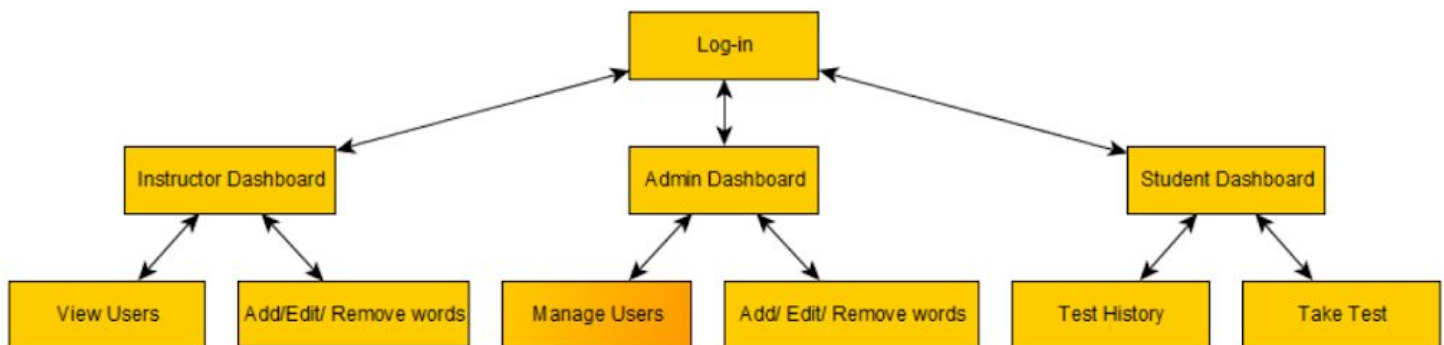 Log-in
Instructor Dashboard
Admin Dashboard
Student Dashboard
View Users
Add/Edit/ Remove words
Manage Users
Add/ Edit/ Remove words
Test History
Take Test